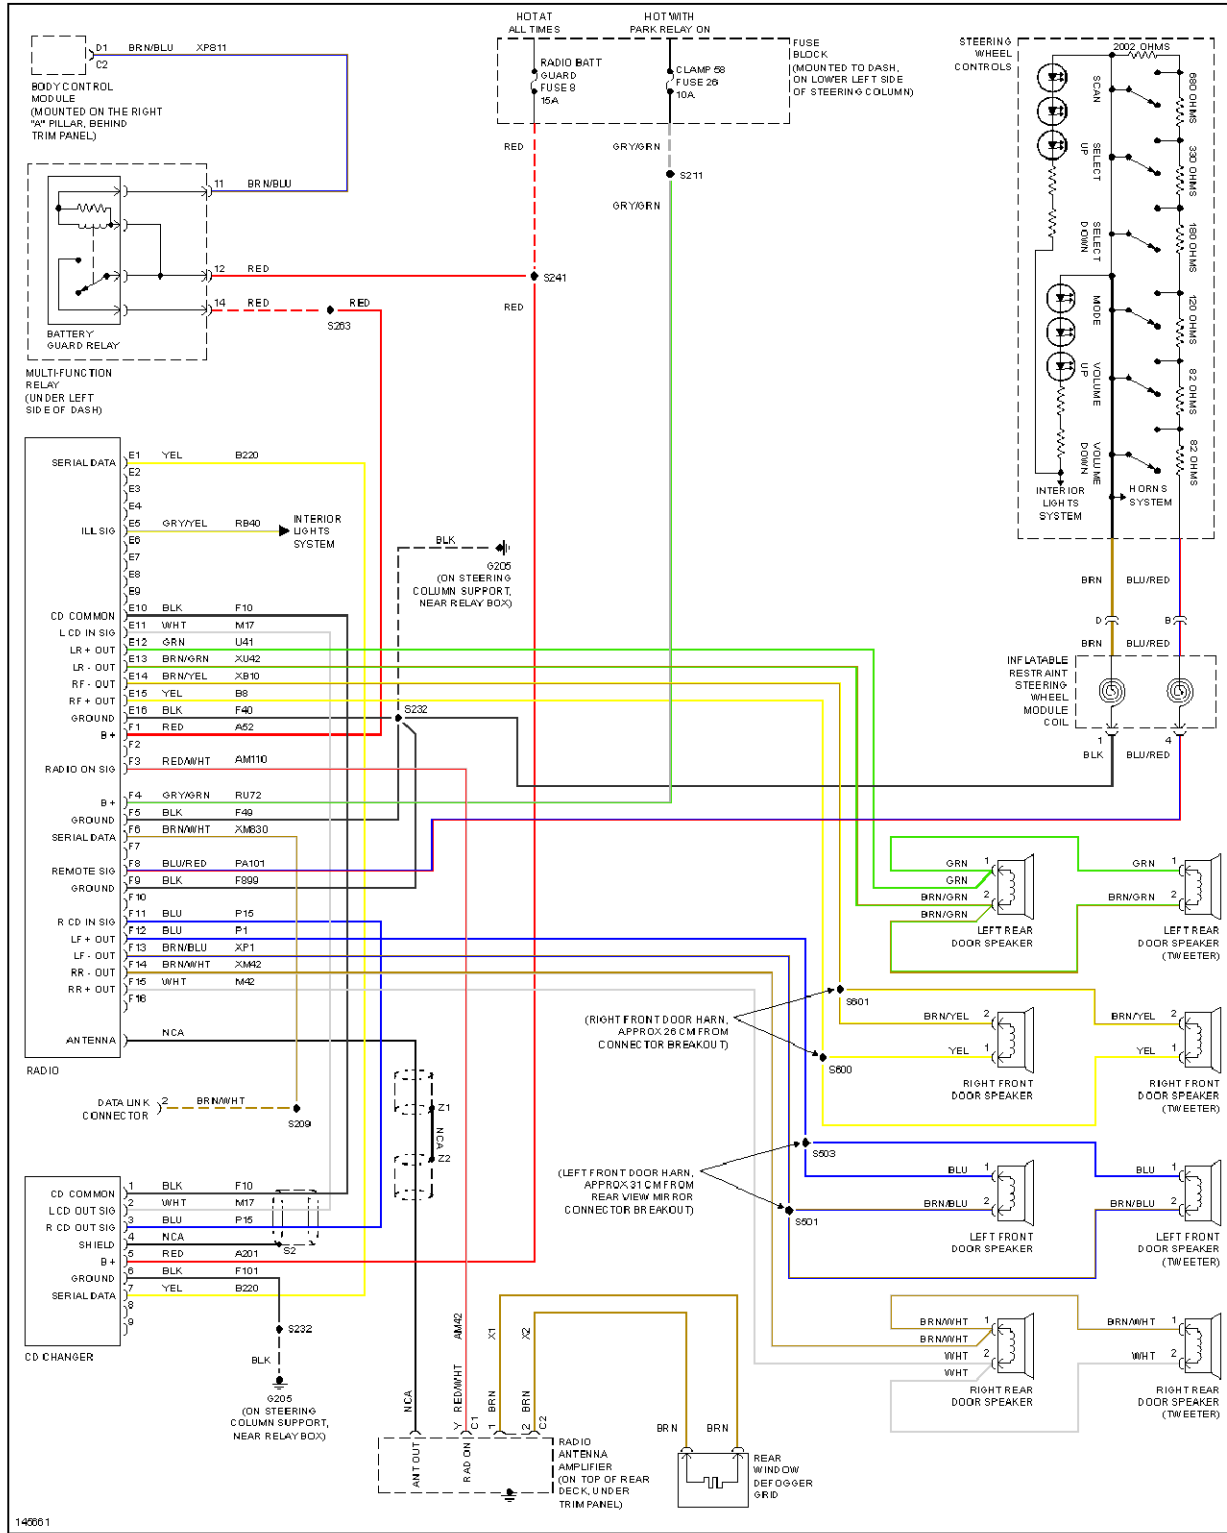 HOT AT
ALL TIMES
HOT WITH
PARK RELAY ON
D1
BRN/BLU
XP811
C2
BODY CONTROL
MODULE
(MOUNTED ON THE RIGHT
"A" PILLAR, BEHIND
TRIM PANEL)
RADIO BATT
GUARD
FUSE 8
15A
CLAMP 58
FUSE 26
10A
FUSE
BLOCK
(MOUNTED TO DASH,
ON LOWER LEFT SIDE
OF STEERING COLUMN)
STEERING
WHEEL
CONTROLS
2002 OHMS
SCAN
680 OHMS
SELECT
UP
330 OHMS
SELECT
DOWN
180 OHMS
MODE
120 OHMS
VOLUME
UP
82 OHMS
VOLUME
DOWN
82 OHMS
INTERIOR
LIGHTS
SYSTEM
HORNS
SYSTEM
RED
GRY/GRN
S211
GRY/GRN
11
BRN/BLU
12
RED
S241
RED
14
RED
RED
S263
BATTERY
GUARD RELAY
MULTI-FUNCTION
RELAY
(UNDER LEFT
SIDE OF DASH)
SERIAL DATA
E1
YEL
B220
E2
E3
E4
ILL SIG
E5
GRY/YEL
RB40
INTERIOR
LIGHTS
SYSTEM
E6
E7
E8
E9
CD COMMON
E10
BLK
F10
L CD IN SIG
E11
WHT
M17
LR + OUT
E12
GRN
U41
LR - OUT
E13
BRN/GRN
XU42
RF - OUT
E14
BRN/YEL
XB10
RF + OUT
E15
YEL
B8
GROUND
E16
BLK
F40
B+
F1
RED
A52
F2
RADIO ON SIG
F3
RED/WHT
AM110
B+
F4
GRY/GRN
RU72
GROUND
F5
BLK
F49
SERIAL DATA
F6
BRN/WHT
XM830
F7
REMOTE SIG
F8
BLU/RED
PA101
GROUND
F9
BLK
F899
F10
R CD IN SIG
F11
BLU
P15
LF + OUT
F12
BLU
P1
LF - OUT
F13
BRN/BLU
XP1
RR - OUT
F14
BRN/WHT
XM42
RR + OUT
F15
WHT
M42
F16
ANTENNA
NCA
RADIO
BLK
G205
(ON STEERING
COLUMN SUPPORT,
NEAR RELAY BOX)
S232
BRN
BLU/RED
D
B
BRN
BLU/RED
INFLATABLE
RESTRAINT
STEERING
WHEEL
MODULE
COIL
1
4
BLK
BLU/RED
GRN
1
GRN
BRN/GRN
2
BRN/GRN
LEFT REAR
DOOR SPEAKER
GRN
1
BRN/GRN
2
LEFT REAR
DOOR SPEAKER
(TWEETER)
S601
(RIGHT FRONT DOOR HARN,
APPROX 26 CM FROM
CONNECTOR BREAKOUT)
S600
BRN/YEL
2
YEL
1
RIGHT FRONT
DOOR SPEAKER
BRN/YEL
2
YEL
1
RIGHT FRONT
DOOR SPEAKER
(TWEETER)
DATA LINK
CONNECTOR
2
BRN/WHT
S209
Z1
NCA
Z2
S503
(LEFT FRONT DOOR HARN,
APPROX 31 CM FROM
REAR VIEW MIRROR
CONNECTOR BREAKOUT)
S501
BLU
1
BRN/BLU
2
LEFT FRONT
DOOR SPEAKER
BLU
1
BRN/BLU
2
LEFT FRONT
DOOR SPEAKER
(TWEETER)
CD COMMON
1
BLK
F10
L CD OUT SIG
2
WHT
M17
R CD OUT SIG
3
BLU
P15
SHIELD
4
NCA
S2
B+
5
RED
A201
GROUND
6
BLK
F101
SERIAL DATA
7
YEL
B220
8
9
CD CHANGER
S232
BLK
G205
(ON STEERING
COLUMN SUPPORT,
NEAR RELAY BOX)
NCA
AM42
RED/WHT
Y
C1
X1
BRN
1
X2
BRN
2
C2
ANT OUT
RAD ON
RADIO
ANTENNA
AMPLIFIER
(ON TOP OF REAR
DECK, UNDER
TRIM PANEL)
BRN
BRN
REAR
WINDOW
DEFOGGER
GRID
BRN/WHT
1
BRN/WHT
WHT
2
WHT
RIGHT REAR
DOOR SPEAKER
BRN/WHT
1
WHT
2
RIGHT REAR
DOOR SPEAKER
(TWEETER)
145661